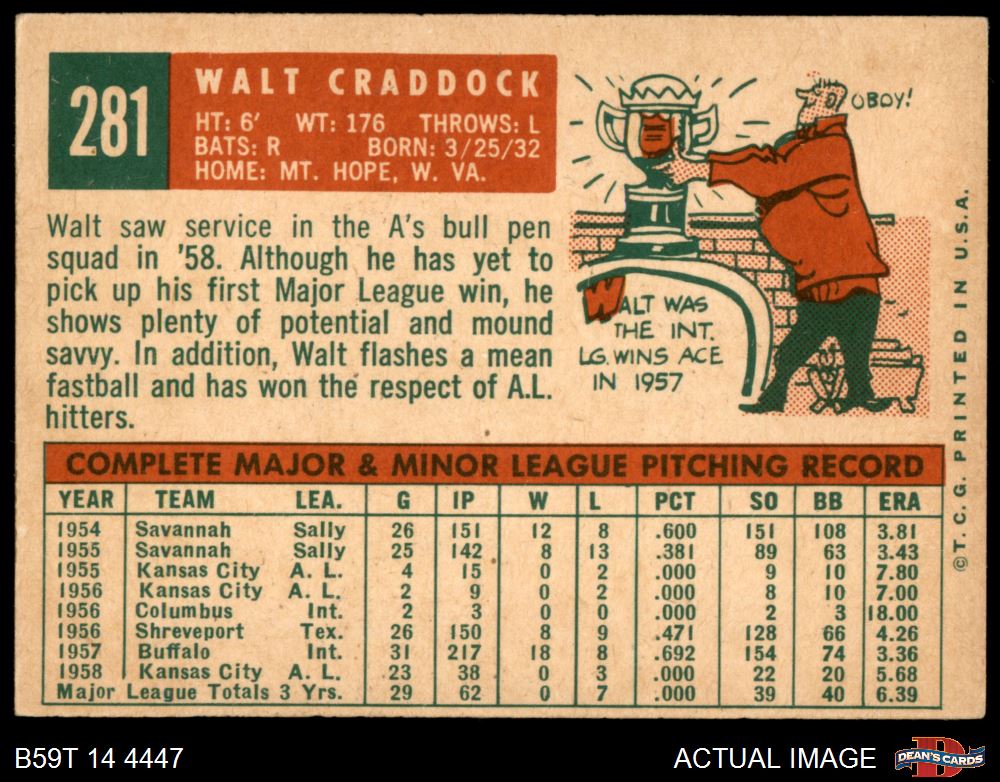 281
WALT CRADDOCK
HT: 6' WT: 176 THROWS: L
BATS: R BORN: 3/25/32
HOME: MT. HOPE, W. VA.
Walt saw service in the A's bull pen
squad in '58. Although he has yet to
pick up his first Major League win, he
shows plenty of potential and mound
savvy. In addition, Walt flashes a mean
fastball and has won the respect of A.L.
hitters.
OBOY!
WALT WAS
THE INT.
LG. WINS ACE
IN 1957
COMPLETE MAJOR & MINOR LEAGUE PITCHING RECORD
YEAR TEAM LEA. G IP W L PCT SO BB ERA
1954 Savannah Sally 26 151 12 8 .600 151 108 3.81
1955 Savannah Sally 25 142 8 13 .381 89 63 3.43
1955 Kansas City A. L. 4 15 0 2 .000 9 10 7.80
1956 Kansas City A. L. 2 9 0 2 .000 8 10 7.00
1956 Columbus Int. 2 3 0 0 .000 2 3 18.00
1956 Shreveport Tex. 26 150 8 9 .471 128 66 4.26
1957 Buffalo Int. 31 217 18 8 .692 154 74 3.36
1958 Kansas City A. L. 23 38 0 3 .000 22 20 5.68
Major League Totals 3 Yrs. 29 62 0 7 .000 39 40 6.39
©T. C. G. PRINTED IN U.S.A.
B59T 14 4447
ACTUAL IMAGE
D
DEAN'S CARDS